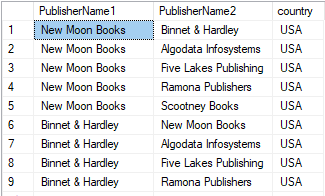 PublisherName1 PublisherName2 country
1 New Moon Books Binnet & Hardley USA
2 New Moon Books Algodata Infosystems USA
3 New Moon Books Five Lakes Publishing USA
4 New Moon Books Ramona Publishers USA
5 New Moon Books Scootney Books USA
6 Binnet & Hardley New Moon Books USA
7 Binnet & Hardley Algodata Infosystems USA
8 Binnet & Hardley Five Lakes Publishing USA
9 Binnet & Hardley Ramona Publishers USA